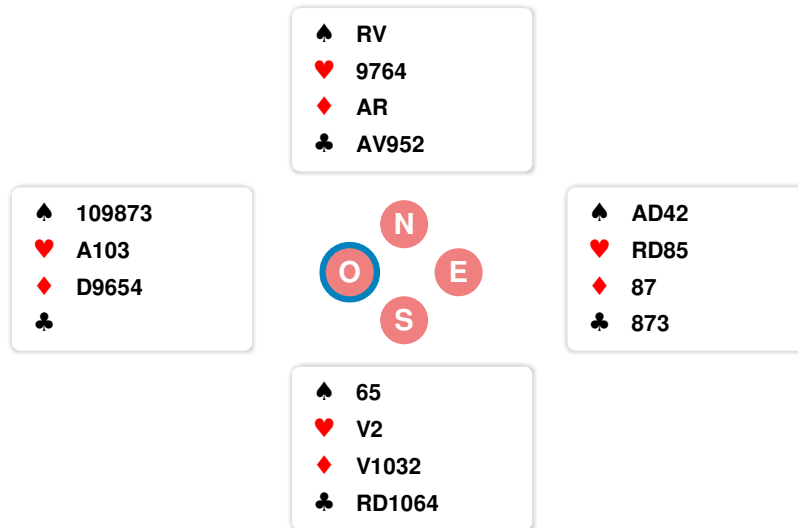 ♠ RV
♥ 9764
♦ AR
♣ AV952
♠ 109873
♥ A103
♦ D9654
♣
N
O E
S
♠ AD42
♥ RD85
♦ 87
♣ 873
♠ 65
♥ V2
♦ V1032
♣ RD1064